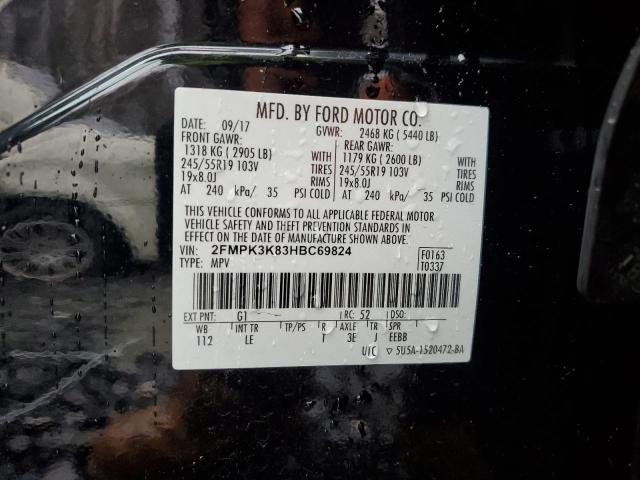 MFD. BY FORD MOTOR CO.
DATE: 09/17 GVWR: 2468 KG ( 5440 LB)
FRONT GAWR: REAR GAWR:
1318 KG ( 2905 LB) WITH 1179 KG ( 2600 LB) WITH
245/55R19 103V TIRES 245/55R19 103V TIRES
19x8.0J RIMS 19x8.0J RIMS
AT 240 kPa/ 35 PSI COLD AT 240 kPa/ 35 PSI COLD
THIS VEHICLE CONFORMS TO ALL APPLICABLE FEDERAL MOTOR
VEHICLE SAFETY AND THEFT PREVENTION STANDARDS IN
EFFECT ON THE DATE OF MANUFACTURE SHOWN ABOVE.
VIN: 2FMPK3K83HBC69824 F0163
TYPE: MPV T0337
EXT PNT: G1 RC: 52 DSO:
WB INT TR TP/PS R AXLE TR SPR
112 LE T 3E J EEBB
UTC ▽ 5U5A-1520472-BA